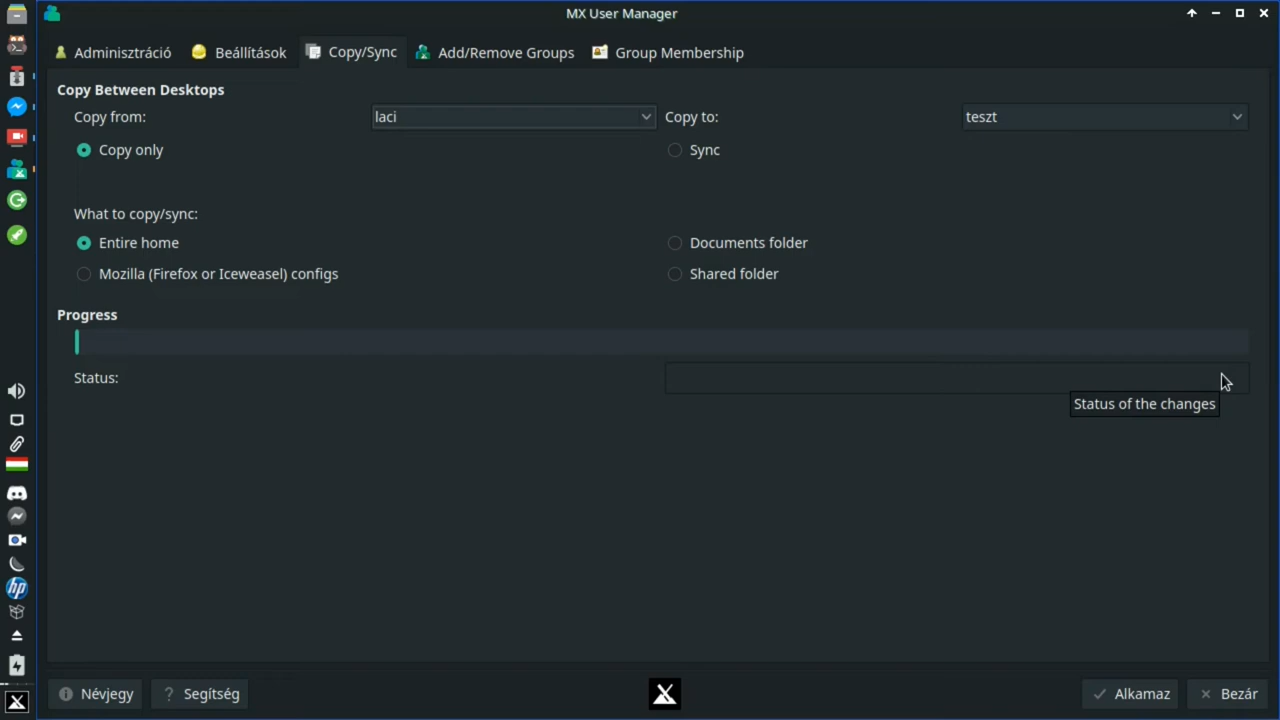 MX User Manager
Adminisztráció Beállítások Copy/Sync Add/Remove Groups Group Membership
Copy Between Desktops
Copy from: laci Copy to: teszt
Copy only Sync
What to copy/sync:
Entire home Documents folder
Mozilla (Firefox or Iceweasel) configs Shared folder
Progress
Status:
Status of the changes
hp
Névjegy ? Segítség Alkamaz Bezár